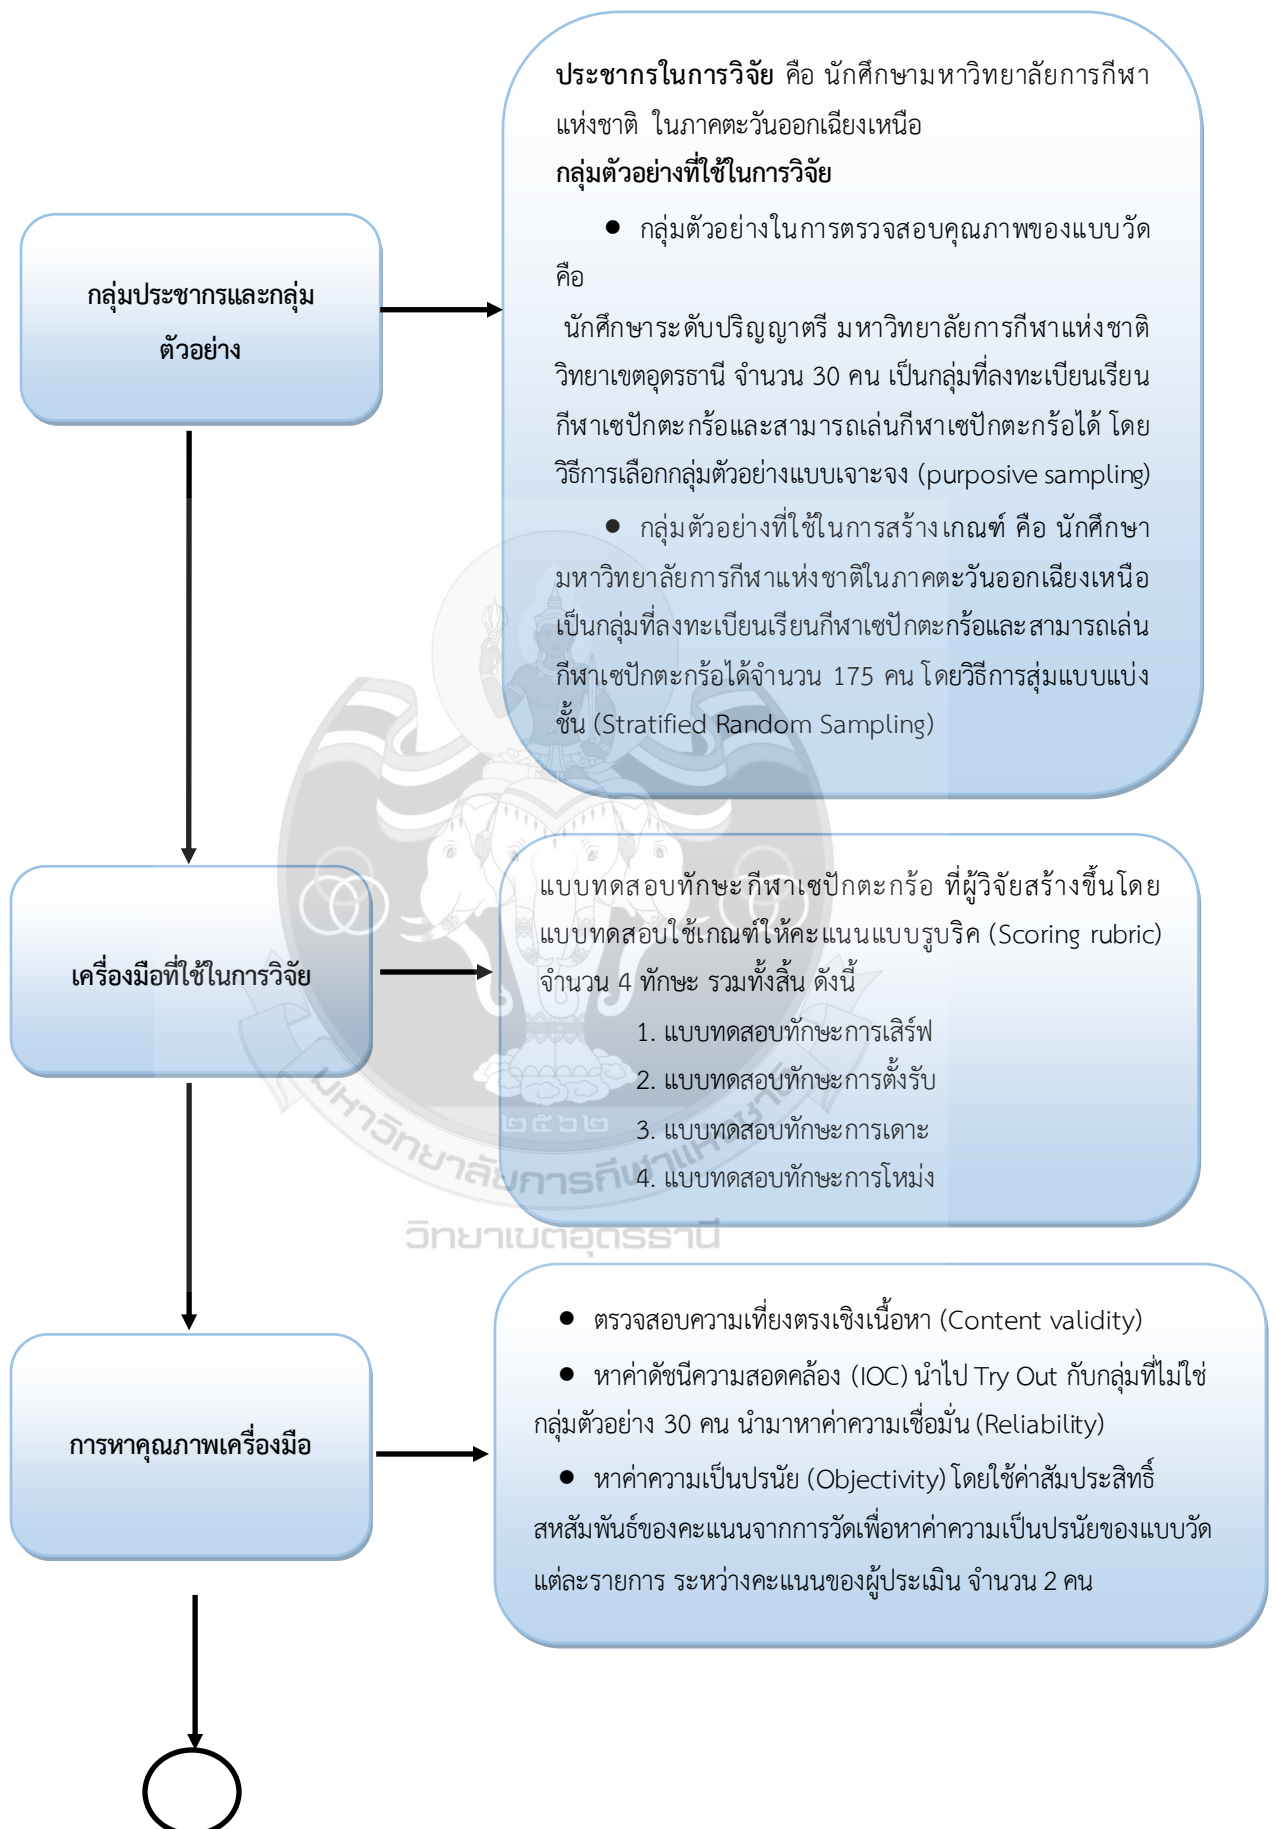 ประชากรในการวิจัย คือ นักศึกษามหาวิทยาลัยการกีฬา
แห่งชาติ ในภาคตะวันออกเฉียงเหนือ
กลุ่มตัวอย่างที่ใช้ในการวิจัย
● กลุ่มตัวอย่างในการตรวจสอบคุณภาพของแบบวัด
คือ
นักศึกษาระดับปริญญาตรี มหาวิทยาลัยการกีฬาแห่งชาติ
วิทยาเขตอุดรธานี จำนวน 30 คน เป็นกลุ่มที่ลงทะเบียนเรียน
กีฬาเซปักตะกร้อและสามารถเล่นกีฬาเซปักตะกร้อได้ โดย
วิธีการเลือกกลุ่มตัวอย่างแบบเจาะจง (purposive sampling)
● กลุ่มตัวอย่างที่ใช้ในการสร้างเกณฑ์ คือ นักศึกษา
มหาวิทยาลัยการกีฬาแห่งชาติในภาคตะวันออกเฉียงเหนือ
เป็นกลุ่มที่ลงทะเบียนเรียนกีฬาเซปักตะกร้อและสามารถเล่น
กีฬาเซปักตะกร้อได้จำนวน 175 คน โดยวิธีการสุ่มแบบแบ่ง
ชั้น (Stratified Random Sampling)
กลุ่มประชากรและกลุ่ม
ตัวอย่าง
แบบทดสอบทักษะกีฬาเซปักตะกร้อ ที่ผู้วิจัยสร้างขึ้นโดย
แบบทดสอบใช้เกณฑ์ให้คะแนนแบบรูบริค (Scoring rubric)
จำนวน 4 ทักษะ รวมทั้งสิ้น ดังนี้
1. แบบทดสอบทักษะการเสิร์ฟ
2. แบบทดสอบทักษะการตั้งรับ
3. แบบทดสอบทักษะการเดาะ
4. แบบทดสอบทักษะการโหม่ง
เครื่องมือที่ใช้ในการวิจัย
๒๕๖๒
มหาวิทยาลัยการกีฬาแห่งชาติ
วิทยาเขตอุดรธานี
● ตรวจสอบความเที่ยงตรงเชิงเนื้อหา (Content validity)
● หาค่าดัชนีความสอดคล้อง (IOC) นำไป Try Out กับกลุ่มที่ไม่ใช่
กลุ่มตัวอย่าง 30 คน นำมาหาค่าความเชื่อมั่น (Reliability)
● หาค่าความเป็นปรนัย (Objectivity) โดยใช้ค่าสัมประสิทธิ์
สหสัมพันธ์ของคะแนนจากการวัดเพื่อหาค่าความเป็นปรนัยของแบบวัด
แต่ละรายการ ระหว่างคะแนนของผู้ประเมิน จำนวน 2 คน
การหาคุณภาพเครื่องมือ